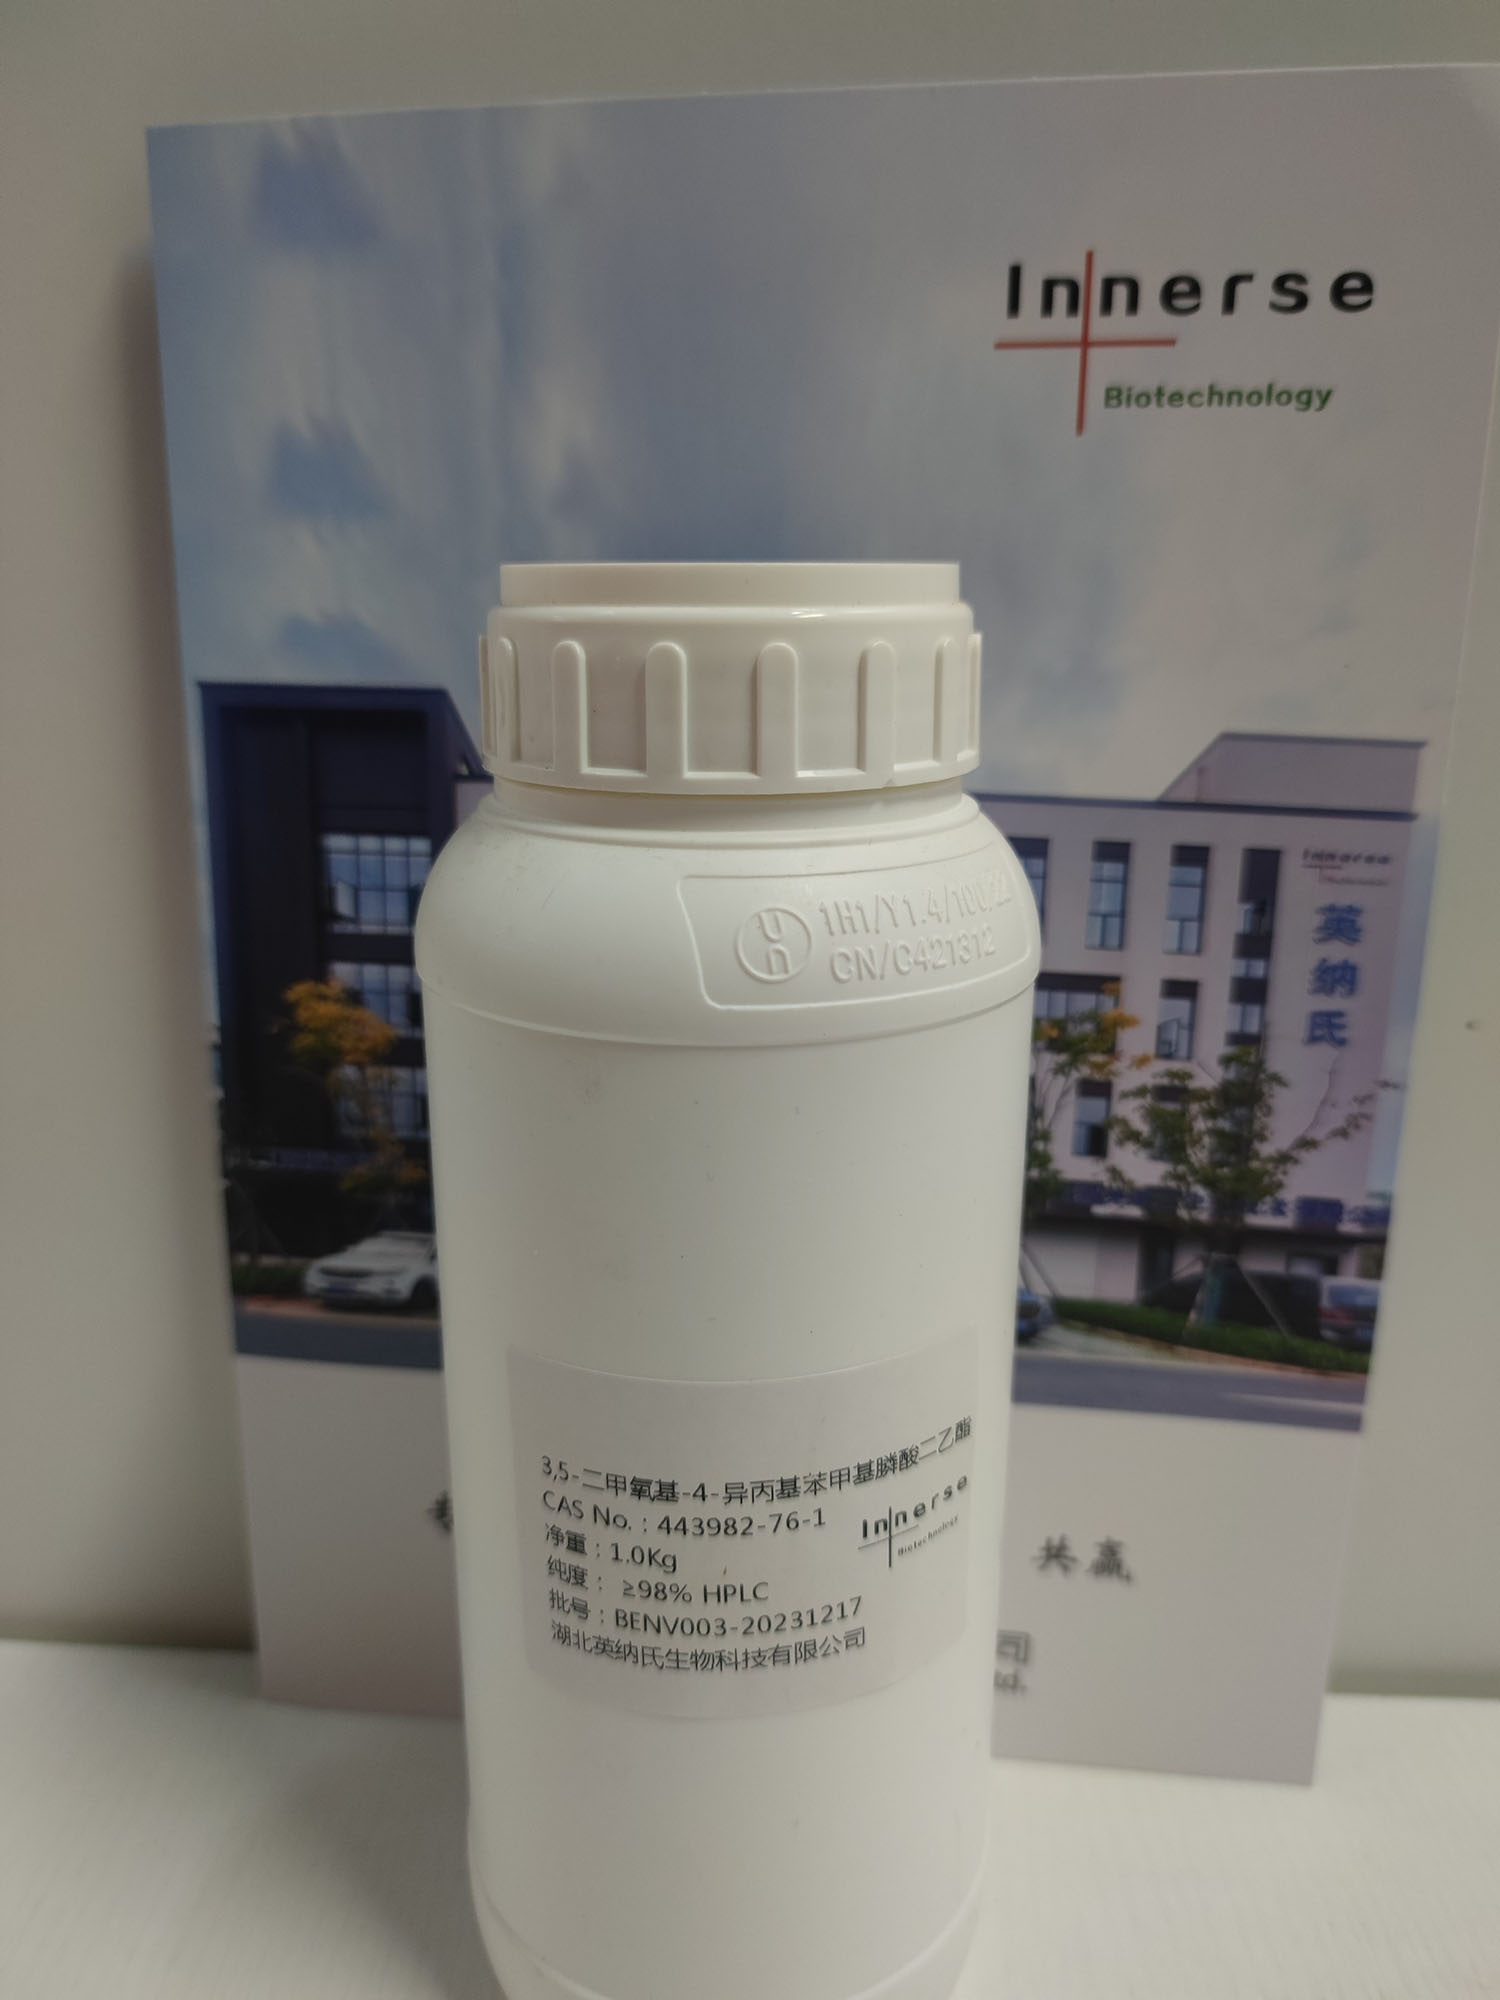 Innerse
Biotechnology
1H1/Y1.4/100/22
un
CN/C421312
英
纳
氏
3,5-二甲氧基-4-异丙基苯甲基膦酸二乙酯
CAS No.：443982-76-1
Innerse
Biotechnology
净重：1.0Kg
纯度： ≥98% HPLC
批号：BENV003-20231217
湖北英纳氏生物科技有限公司
共赢
司